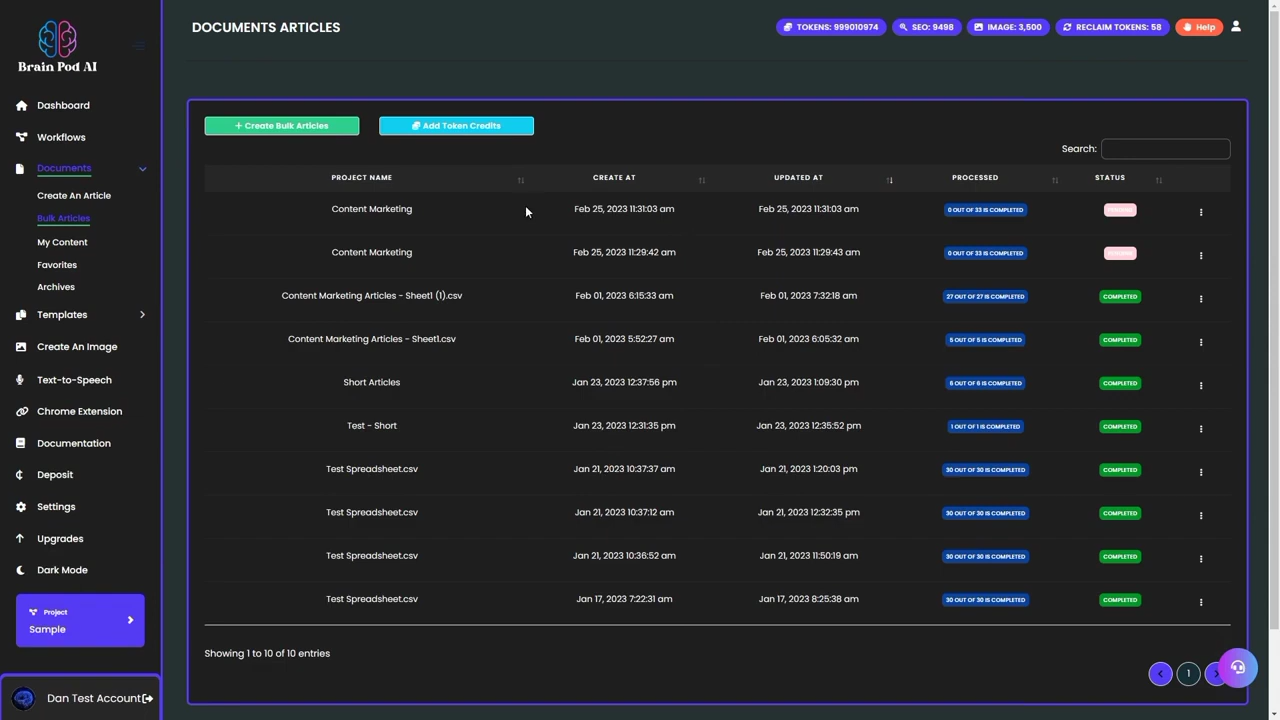 Brain Pod AI
DOCUMENTS ARTICLES
TOKENS: 999010974
SEO: 9498
IMAGE: 3,500
RECLAIM TOKENS: 58
Help
Dashboard
Workflows
Documents
Create An Article
Bulk Articles
My Content
Favorites
Archives
Templates
Create An Image
Text-to-Speech
Chrome Extension
Documentation
Deposit
Settings
Upgrades
Dark Mode
Project
Sample
Dan Test Account
+ Create Bulk Articles
Add Token Credits
Search:
PROJECT NAME CREATE AT UPDATED AT PROCESSED STATUS
Content Marketing Feb 25, 2023 11:31:03 am Feb 25, 2023 11:31:03 am 0 OUT OF 33 IS COMPLETED
Content Marketing Feb 25, 2023 11:29:42 am Feb 25, 2023 11:29:43 am 0 OUT OF 33 IS COMPLETED
Content Marketing Articles - Sheet1 (1).csv Feb 01, 2023 6:15:33 am Feb 01, 2023 7:32:18 am 27 OUT OF 27 IS COMPLETED COMPLETED
Content Marketing Articles - Sheet1.csv Feb 01, 2023 5:52:27 am Feb 01, 2023 6:05:32 am 5 OUT OF 5 IS COMPLETED COMPLETED
Short Articles Jan 23, 2023 12:37:56 pm Jan 23, 2023 1:09:30 pm 6 OUT OF 6 IS COMPLETED COMPLETED
Test - Short Jan 23, 2023 12:31:35 pm Jan 23, 2023 12:35:52 pm 1 OUT OF 1 IS COMPLETED COMPLETED
Test Spreadsheet.csv Jan 21, 2023 10:37:37 am Jan 21, 2023 1:20:03 pm 30 OUT OF 30 IS COMPLETED COMPLETED
Test Spreadsheet.csv Jan 21, 2023 10:37:12 am Jan 21, 2023 12:32:35 pm 30 OUT OF 30 IS COMPLETED COMPLETED
Test Spreadsheet.csv Jan 21, 2023 10:36:52 am Jan 21, 2023 11:50:19 am 30 OUT OF 30 IS COMPLETED COMPLETED
Test Spreadsheet.csv Jan 17, 2023 7:22:31 am Jan 17, 2023 8:25:38 am 30 OUT OF 30 IS COMPLETED COMPLETED
Showing 1 to 10 of 10 entries
1